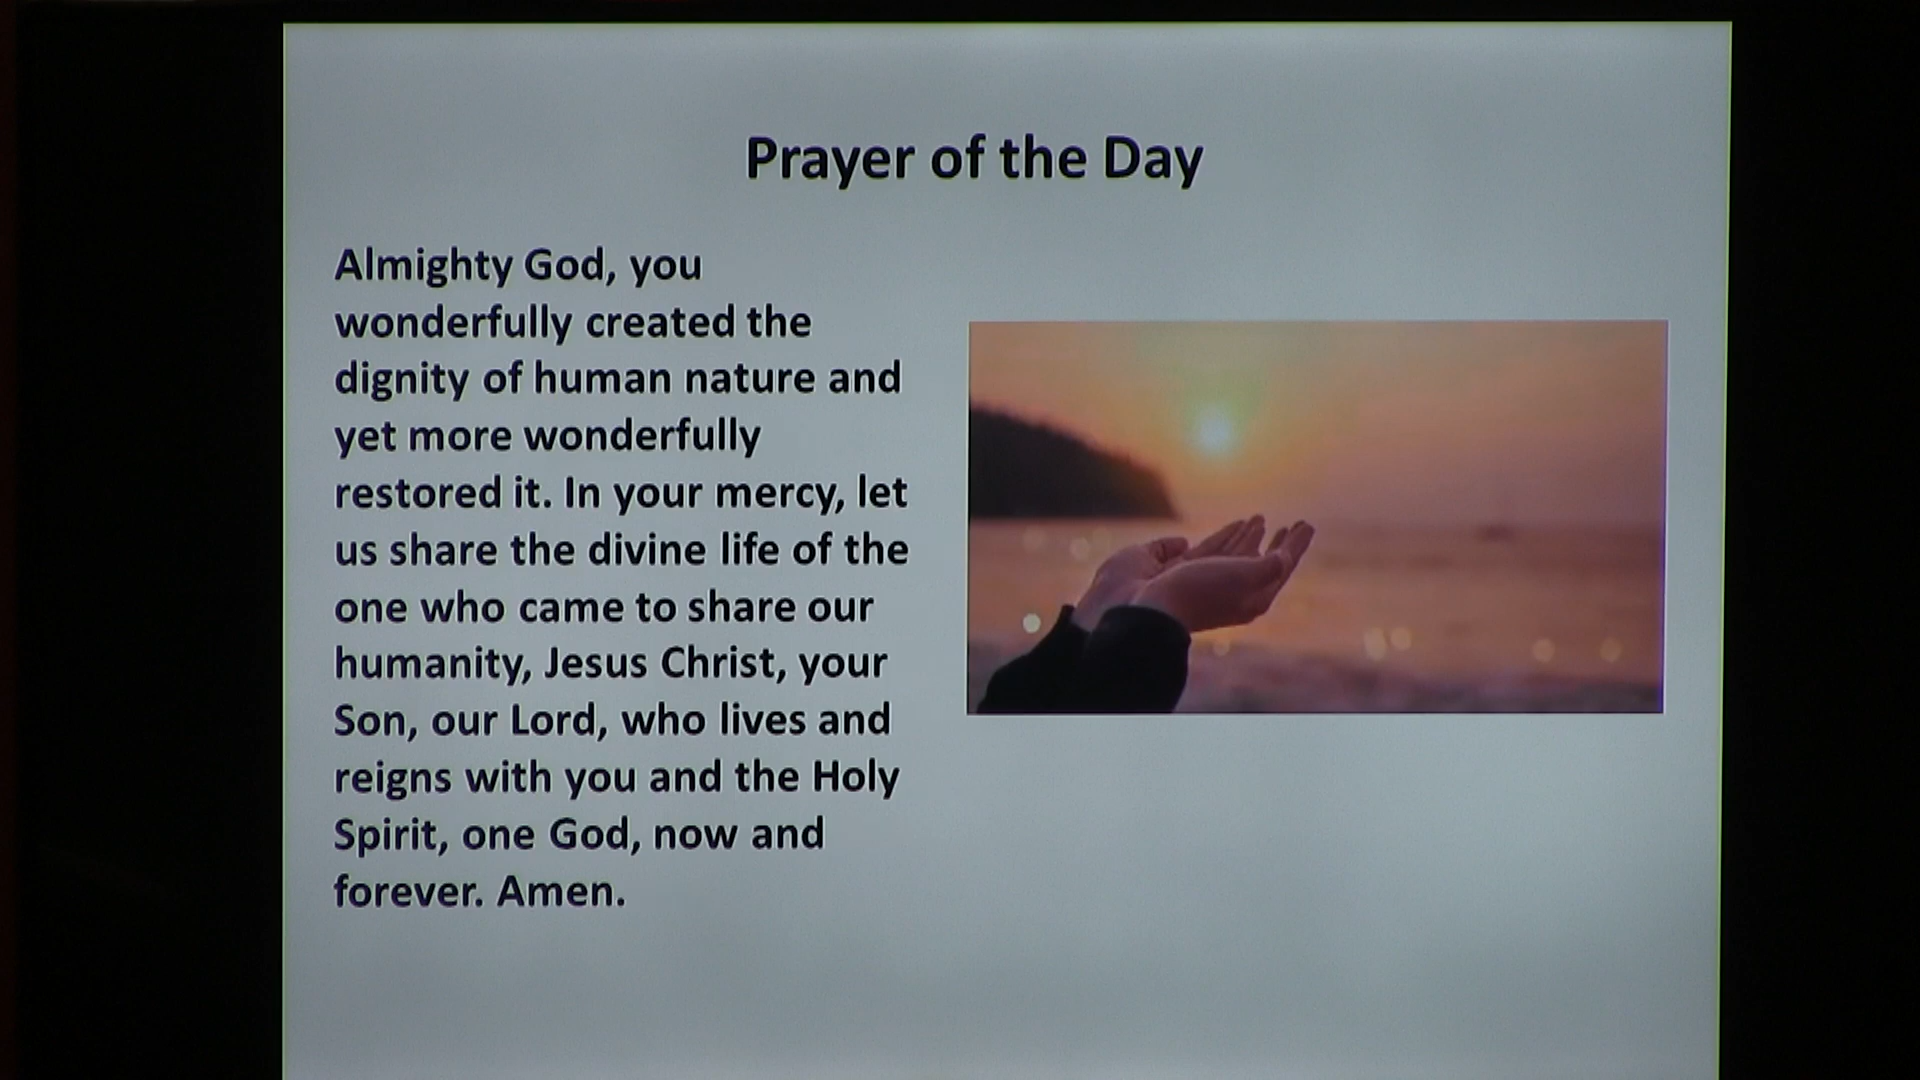 Prayer of the Day
Almighty God, you
wonderfully created the
dignity of human nature and
yet more wonderfully
restored it. In your mercy, let
us share the divine life of the
one who came to share our
humanity, Jesus Christ, your
Son, our Lord, who lives and
reigns with you and the Holy
Spirit, one God, now and
forever. Amen.